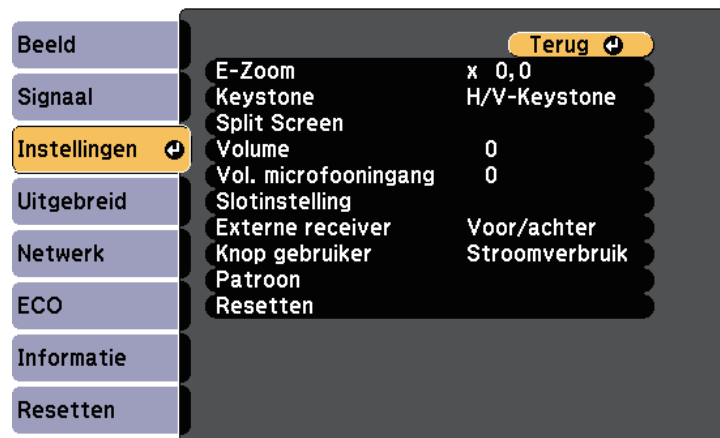 Beeld
Signaal
Instellingen
Uitgebreid
Netwerk
ECO
Informatie
Resetten
Terug
E-Zoom x 0,0
Keystone H/V-Keystone
Split Screen
Volume 0
Vol. microfooningang 0
Slotinstelling
Externe receiver Voor/achter
Knop gebruiker Stroomverbruik
Patroon
Resetten